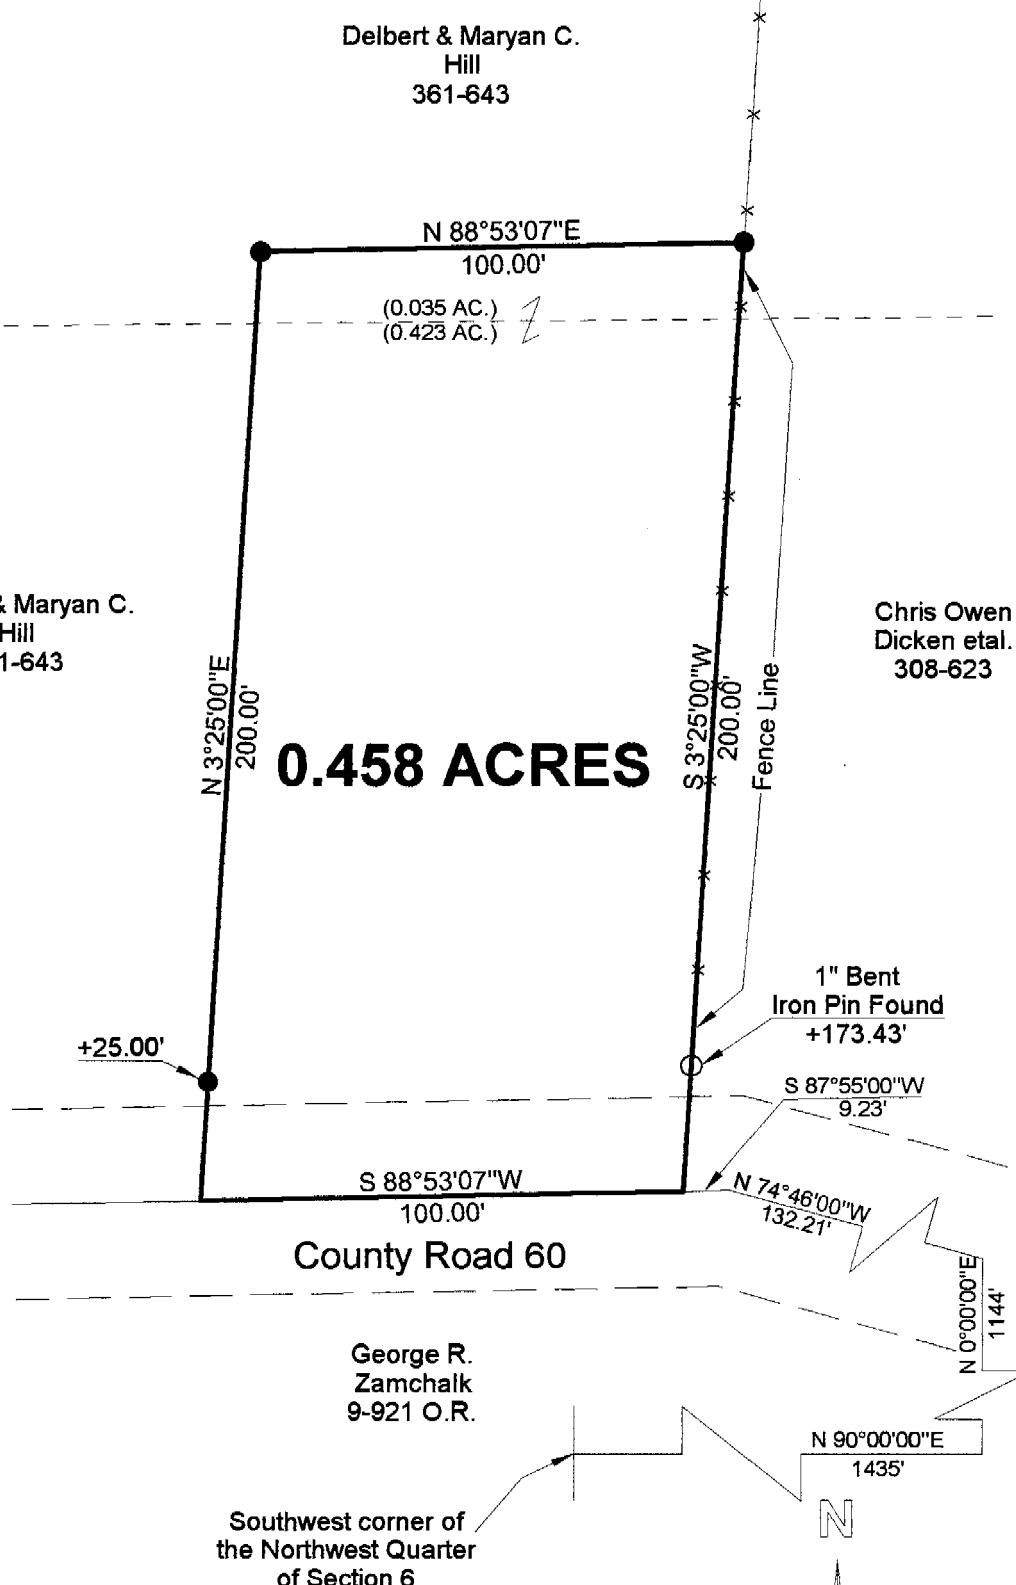 Delbert & Maryan C.
Hill
361-643
N 88°53'07"E
100.00'
(0.035 AC.)
(0.423 AC.)
& Maryan C.
Hill
1-643
Chris Owen
Dicken etal.
308-623
N 3°25'00"E
200.00'
S 3°25'00"W
200.00'
Fence Line
0.458 ACRES
1" Bent
Iron Pin Found
+173.43'
+25.00'
S 87°55'00"W
9.23'
S 88°53'07"W
100.00'
N 74°46'00"W
132.21'
County Road 60
N 0°00'00"E
1144'
George R.
Zamchalk
9-921 O.R.
N 90°00'00"E
1435'
N
Southwest corner of
the Northwest Quarter
of Section 6